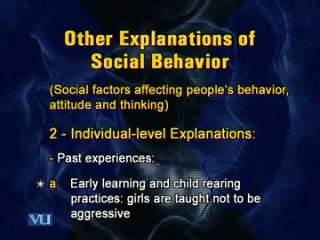 Other Explanations of
Social Behavior
(Social factors affecting people's behavior,
attitude and thinking)
2 - Individual-level Explanations:
- Past experiences:
a. Early learning and child rearing
practices: girls are taught not to be
aggressive
VU